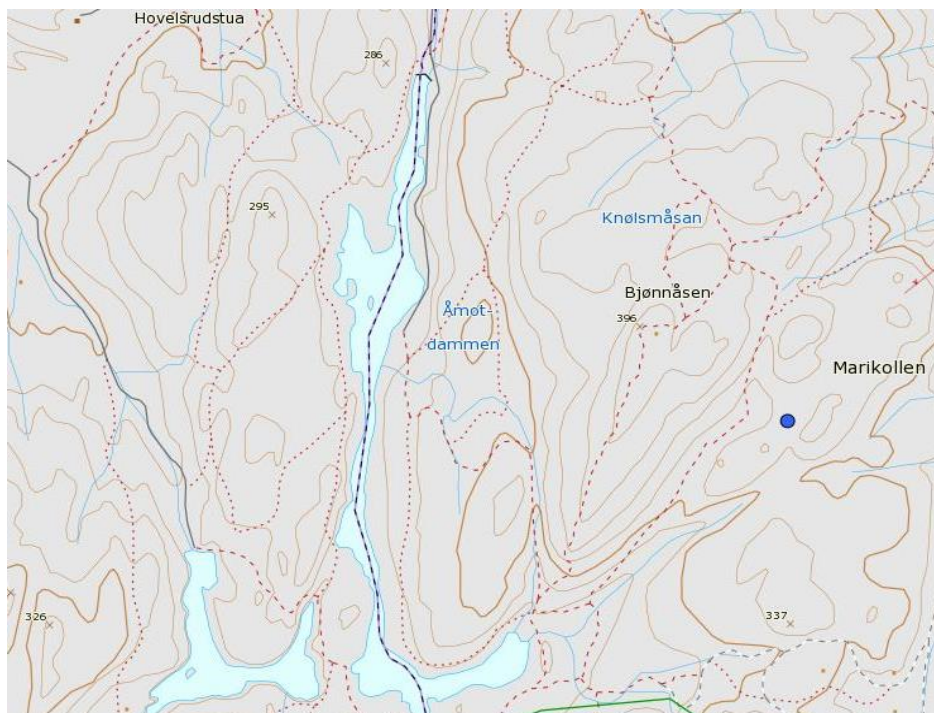 Hovelsrudstua
286
295
Knølsmåsan
Bjønnåsen
Åmot-
396
dammen
Marikollen
326
337